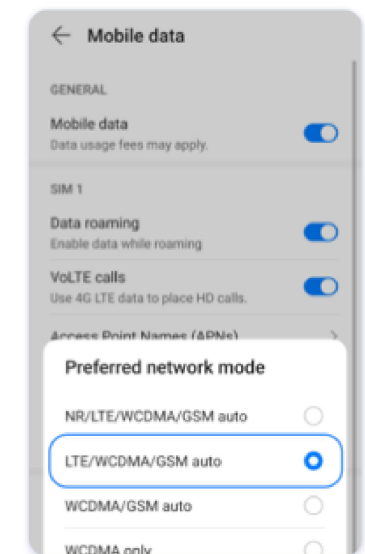 Mobile data
GENERAL
Mobile data
Data usage fees may apply.
SIM 1
Data roaming
Enable data while roaming
VoLTE calls
Use 4G LTE data to place HD calls.
Access Point Names (APNs)
Preferred network mode
NR/LTE/WCDMA/GSM auto
LTE/WCDMA/GSM auto
WCDMA/GSM auto
WCDMA only